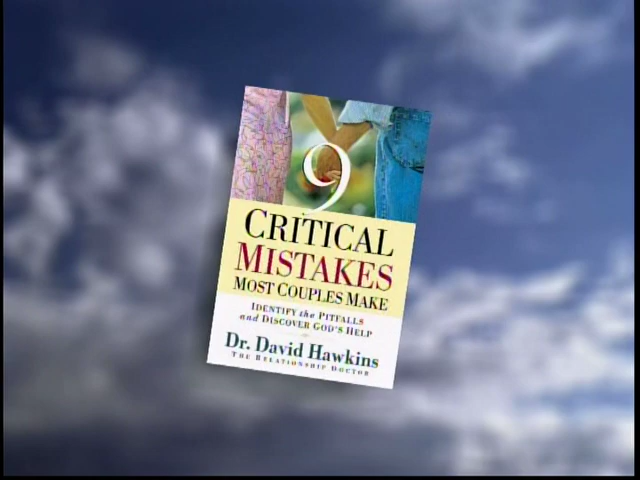 9
CRITICAL
MISTAKES
MOST COUPLES MAKE
IDENTIFY the PITFALLS
and DISCOVER GOD'S HELP
Dr. David Hawkins
THE RELATIONSHIP DOCTOR